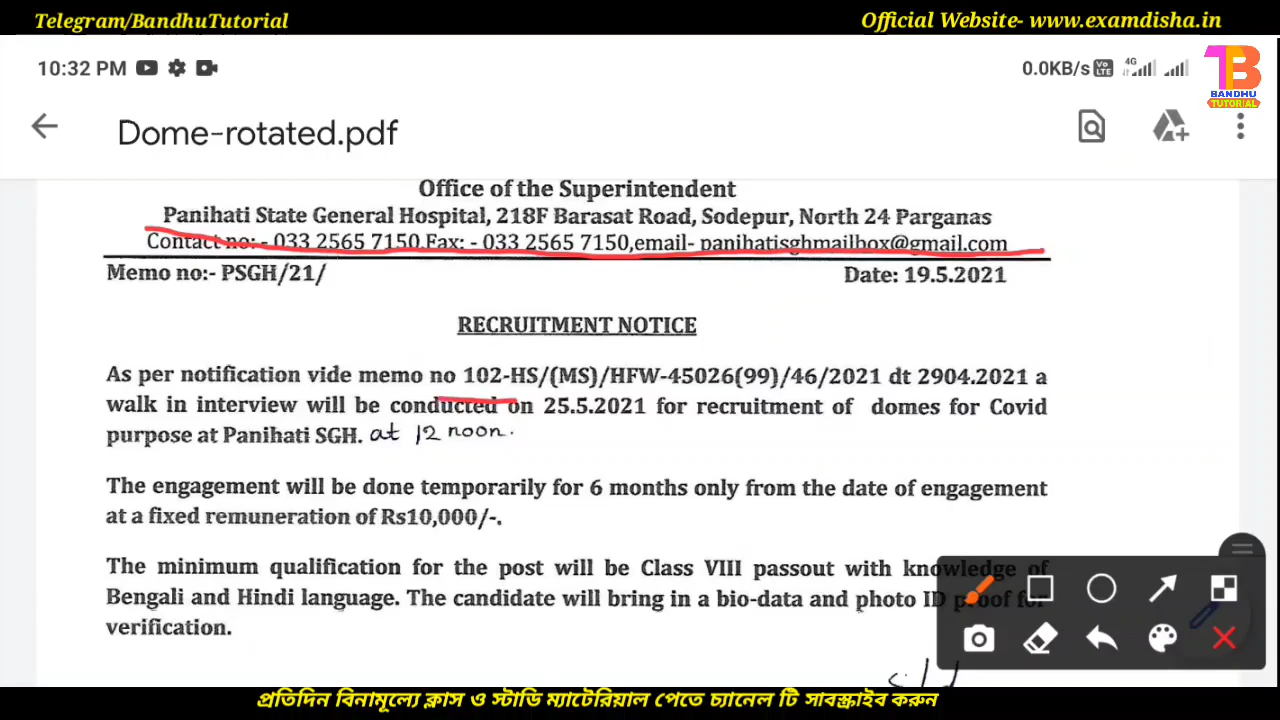 Telegram/BandhuTutorial
Official Website- www.examdisha.in
10:32 PM
0.0KB/s Vo LTE 4G
TB
BANDHU
TUTORIAL
Dome-rotated.pdf
Office of the Superintendent
Panihati State General Hospital, 218F Barasat Road, Sodepur, North 24 Parganas
Contact no: - 033 2565 7150,Fax: - 033 2565 7150,email- panihatisghmailbox@gmail.com
Memo no:- PSGH/21/
Date: 19.5.2021
RECRUITMENT NOTICE
As per notification vide memo no 102-HS/(MS)/HFW-45026(99)/46/2021 dt 2904.2021 a
walk in interview will be conducted on 25.5.2021 for recruitment of domes for Covid
purpose at Panihati SGH. at 12 noon.
The engagement will be done temporarily for 6 months only from the date of engagement
at a fixed remuneration of Rs10,000/-.
The minimum qualification for the post will be Class VIII passout with knowledge of
Bengali and Hindi language. The candidate will bring in a bio-data and photo ID proof for
verification.
প্রতিদিন বিনামূল্যে ক্লাস ও স্টাডি ম্যাটেরিয়াল পেতে চ্যানেল টি সাবস্ক্রাইব করুন